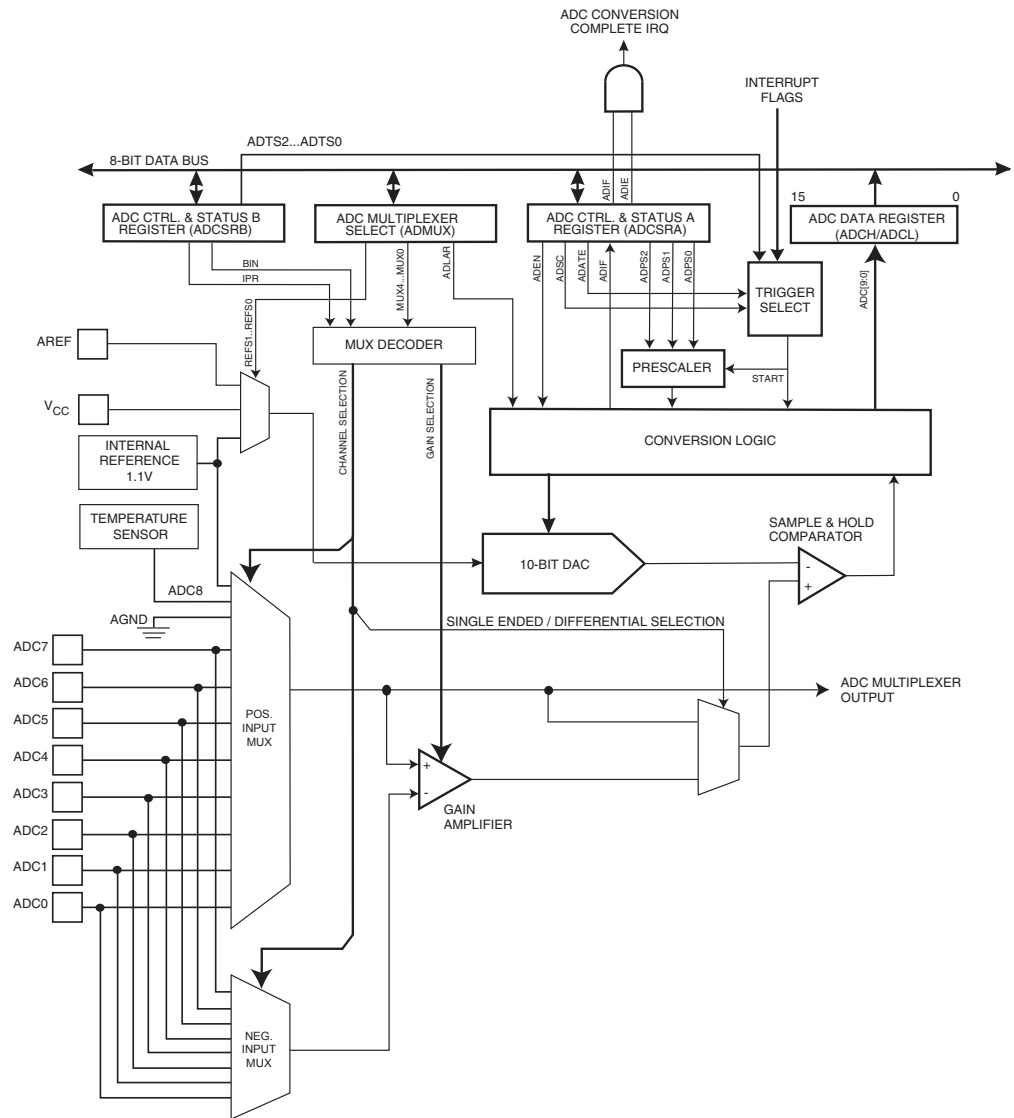 ADC CONVERSION
COMPLETE IRQ
INTERRUPT
FLAGS
ADTS2...ADTS0
8-BIT DATA BUS
ADIF
ADIE
15
0
ADC CTRL. & STATUS B
REGISTER (ADCSRB)
ADC MULTIPLEXER
SELECT (ADMUX)
ADC CTRL. & STATUS A
REGISTER (ADCSRA)
ADC DATA REGISTER
(ADCH/ADCL)
BIN
IPR
REFS1..REFS0
MUX4...MUX0
ADLAR
ADEN
ADSC
ADATE
ADIF
ADPS2
ADPS1
ADPS0
TRIGGER
SELECT
ADC[9:0]
AREF
MUX DECODER
PRESCALER
START
VCC
CHANNEL SELECTION
GAIN SELECTION
CONVERSION LOGIC
INTERNAL
REFERENCE
1.1V
TEMPERATURE
SENSOR
10-BIT DAC
SAMPLE & HOLD
COMPARATOR
-
+
ADC8
AGND
SINGLE ENDED / DIFFERENTIAL SELECTION
ADC7
ADC6
ADC5
ADC4
ADC3
ADC2
ADC1
ADC0
POS.
INPUT
MUX
ADC MULTIPLEXER
OUTPUT
+
-
GAIN
AMPLIFIER
NEG.
INPUT
MUX